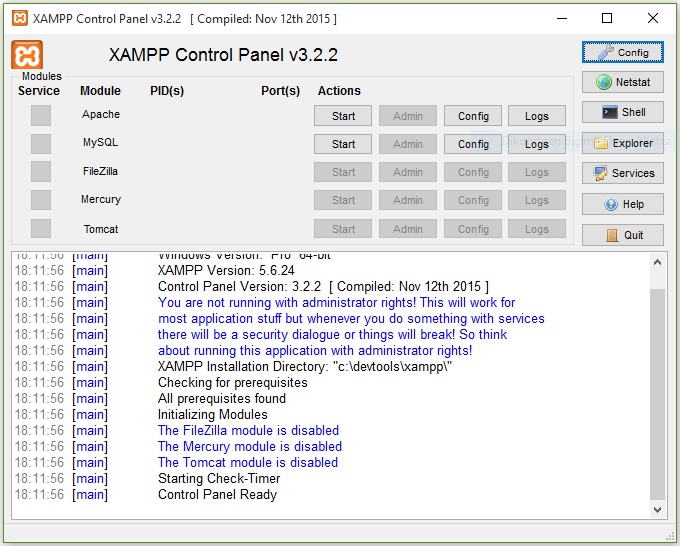 XAMPP Control Panel v3.2.2 [ Compiled: Nov 12th 2015 ]
XAMPP Control Panel v3.2.2
Config
Modules
Service Module PID(s) Port(s) Actions
Netstat
Apache Start Admin Config Logs
Shell
MySQL Start Admin Config Logs
Explorer
FileZilla Start Admin Config Logs
Services
Mercury Start Admin Config Logs
Help
Tomcat Start Admin Config Logs
Quit
18:11:56 [main] Windows Version: Pro 64-bit
18:11:56 [main] XAMPP Version: 5.6.24
18:11:56 [main] Control Panel Version: 3.2.2 [ Compiled: Nov 12th 2015 ]
18:11:56 [main] You are not running with administrator rights! This will work for
18:11:56 [main] most application stuff but whenever you do something with services
18:11:56 [main] there will be a security dialogue or things will break! So think
18:11:56 [main] about running this application with administrator rights!
18:11:56 [main] XAMPP Installation Directory: "c:\devtools\xampp\"
18:11:56 [main] Checking for prerequisites
18:11:56 [main] All prerequisites found
18:11:56 [main] Initializing Modules
18:11:56 [main] The FileZilla module is disabled
18:11:56 [main] The Mercury module is disabled
18:11:56 [main] The Tomcat module is disabled
18:11:56 [main] Starting Check-Timer
18:11:56 [main] Control Panel Ready